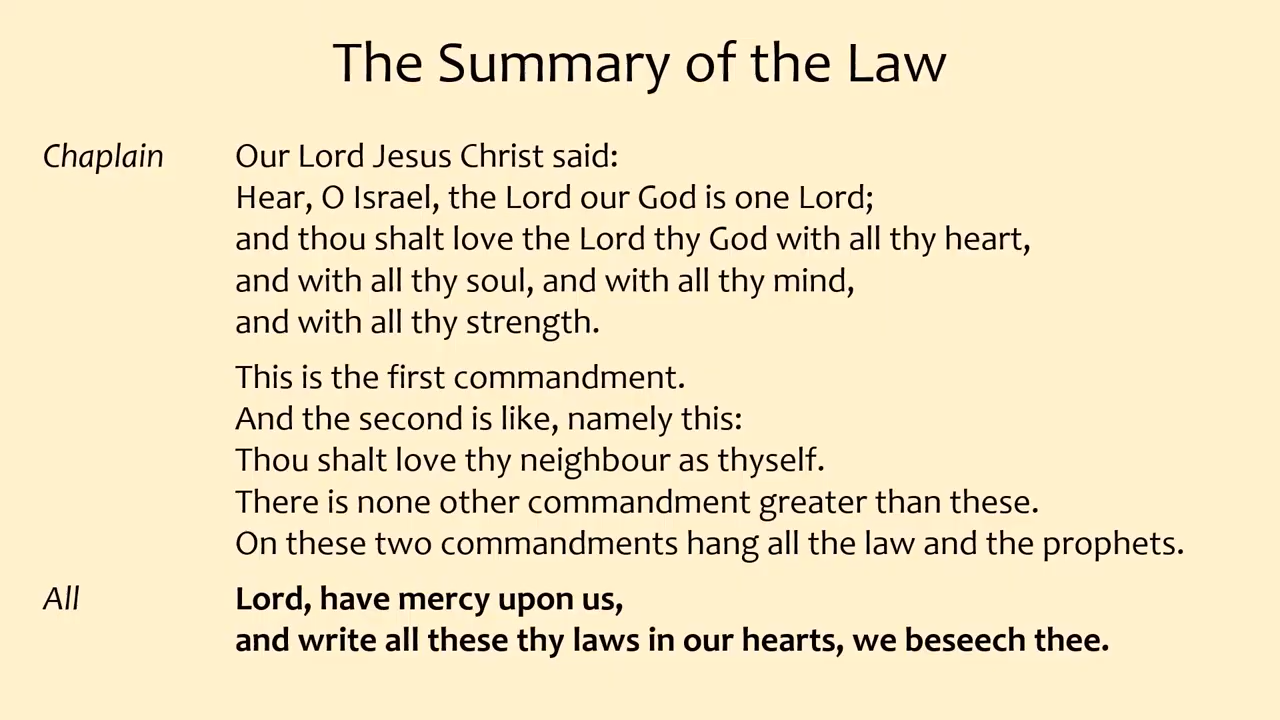 The Summary of the Law
Chaplain Our Lord Jesus Christ said:
Hear, O Israel, the Lord our God is one Lord;
and thou shalt love the Lord thy God with all thy heart,
and with all thy soul, and with all thy mind,
and with all thy strength.
This is the first commandment.
And the second is like, namely this:
Thou shalt love thy neighbour as thyself.
There is none other commandment greater than these.
On these two commandments hang all the law and the prophets.
All Lord, have mercy upon us,
and write all these thy laws in our hearts, we beseech thee.